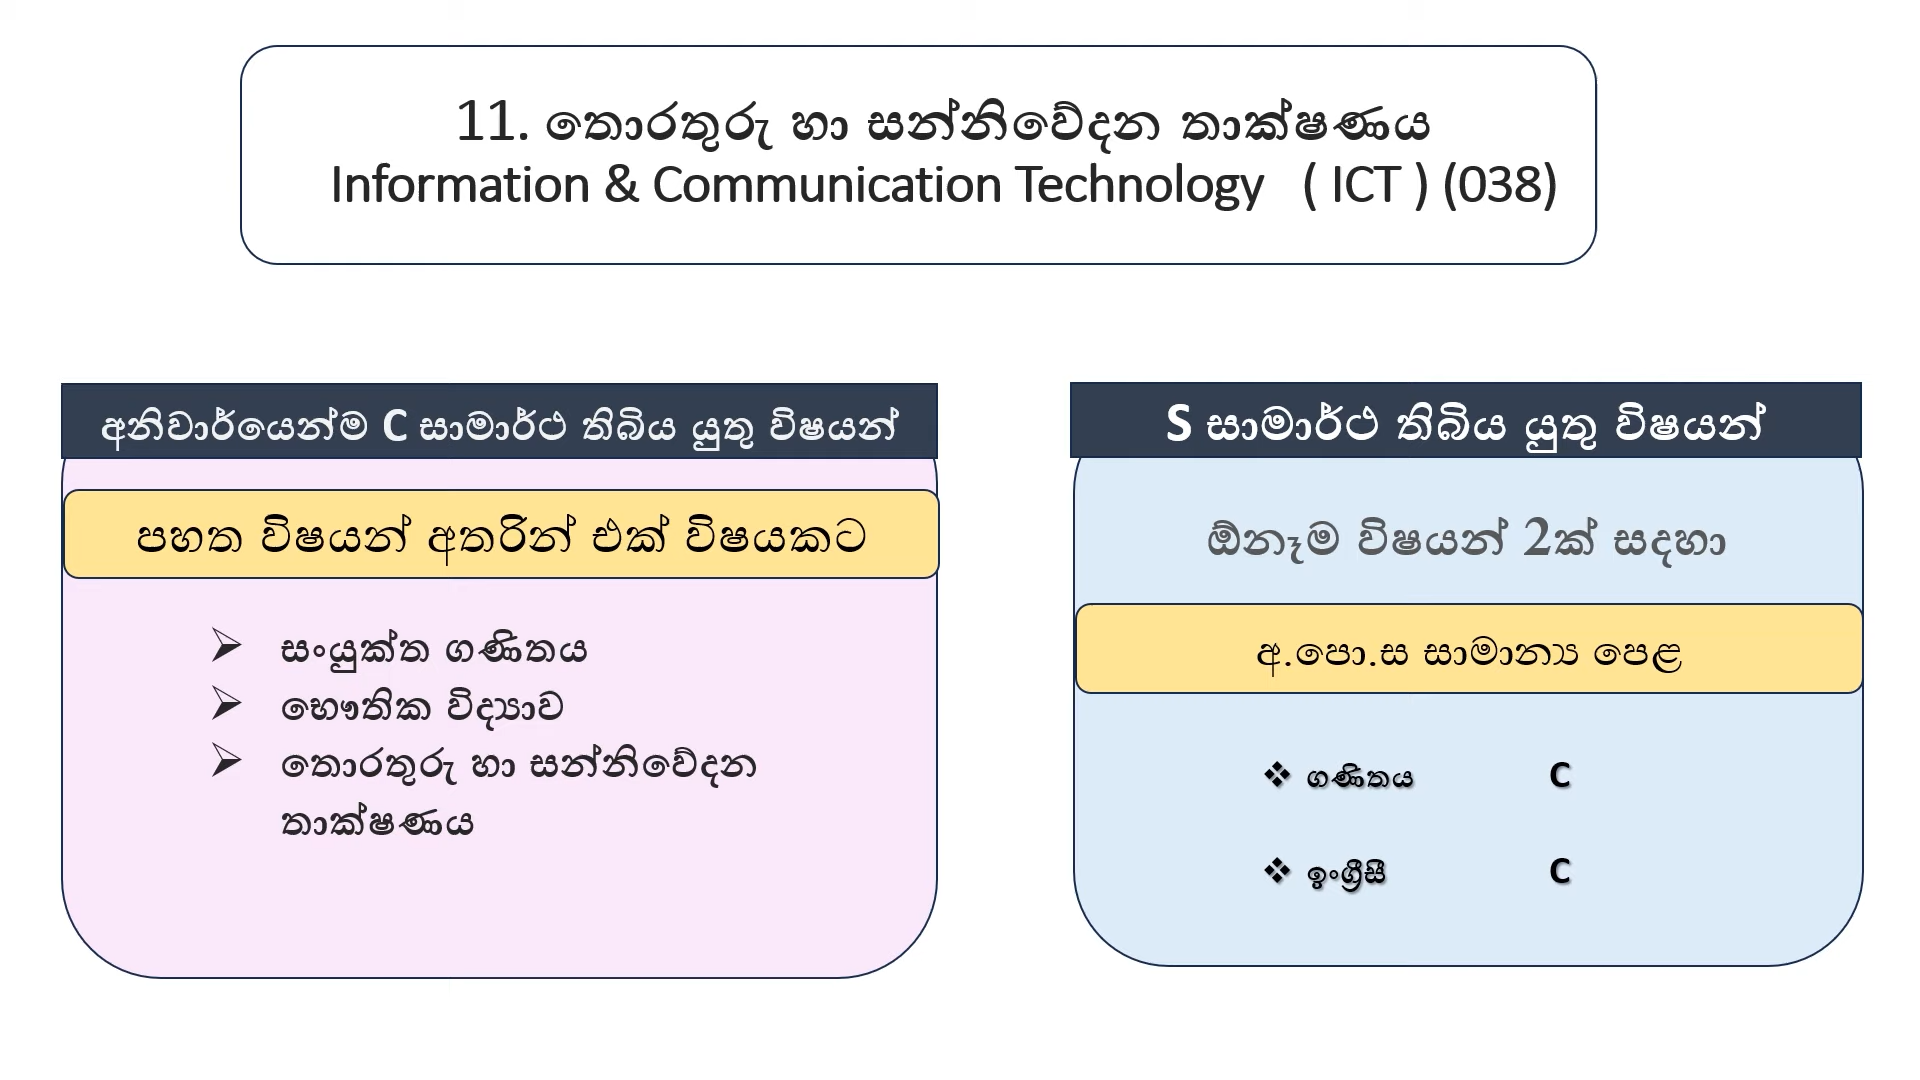 11. තොරතුරු හා සන්නිවේදන තාක්ෂණය
Information & Communication Technology ( ICT ) (038)
අනිවාර්යෙන්ම C සාමාර්ථ තිබිය යුතු විෂයන්
පහත විෂයන් අතරින් එක් විෂයකට
සංයුක්ත ගණිතය
භෞතික විද්‍යාව
තොරතුරු හා සන්නිවේදන
තාක්ෂණය
S සාමාර්ථ තිබිය යුතු විෂයන්
ඕනෑම විෂයන් 2ක් සදහා
අ.පො.ස සාමාන්‍ය පෙළ
ගණිතය C
ඉංග්‍රීසී C